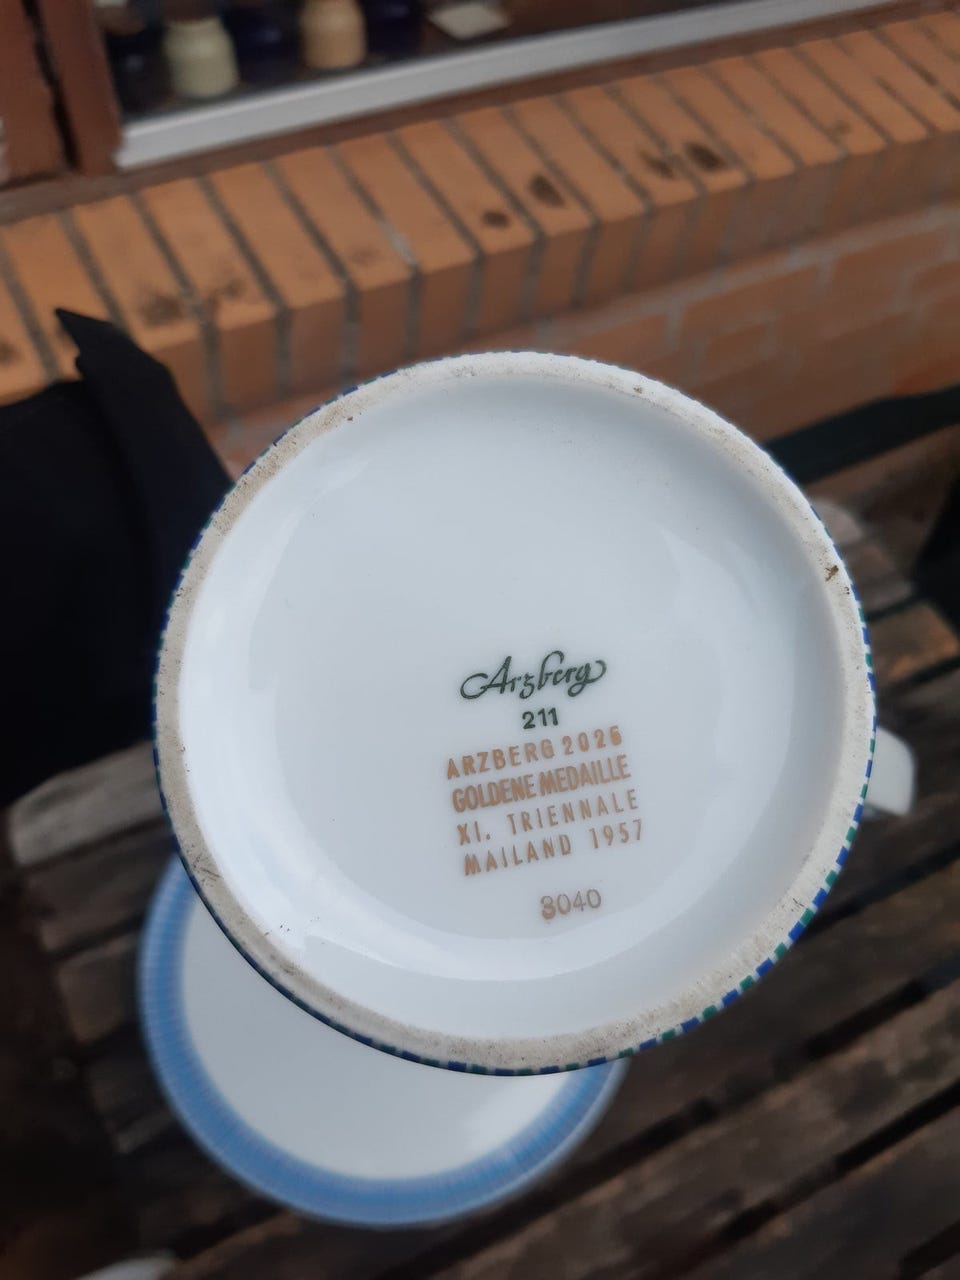 Arzberg
211
ARZBERG 2025
GOLDENE MEDAILLE
XI. TRIENNALE
MAILAND 1957
3040